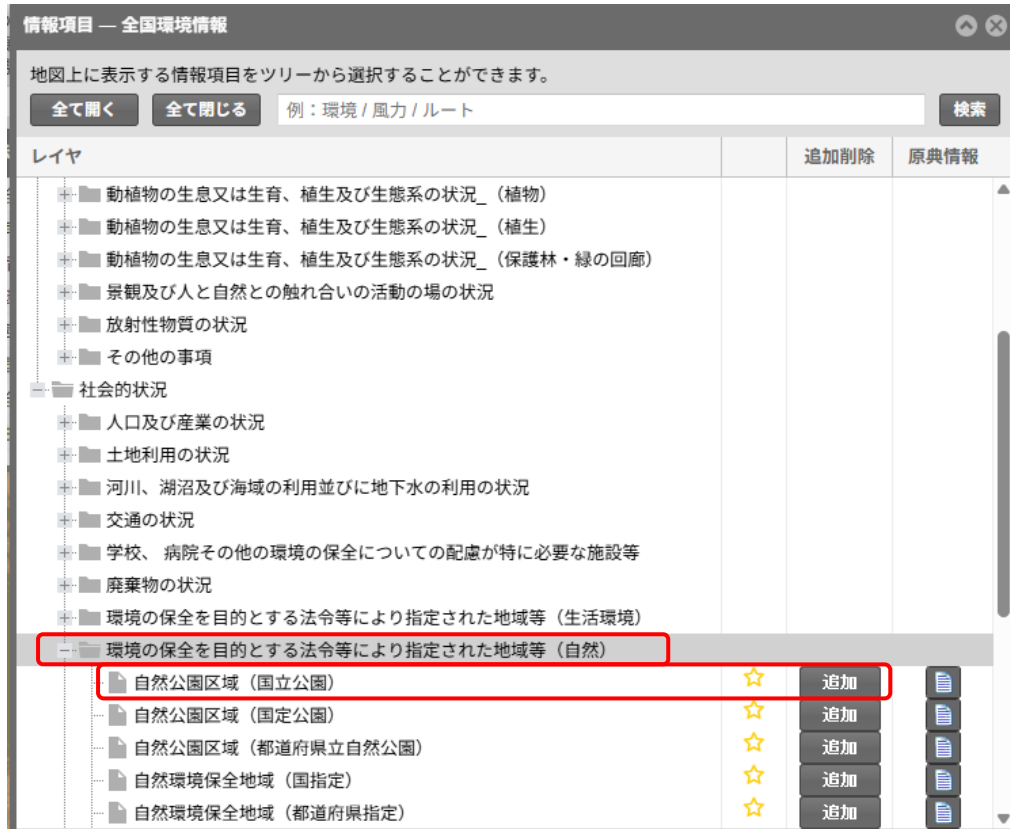 情報項目 — 全国環境情報
地図上に表示する情報項目をツリーから選択することができます。
全て開く 全て閉じる 例：環境 / 風力 / ルート 検索
レイヤ 追加削除 原典情報
動植物の生息又は生育、植生及び生態系の状況_（植物）
動植物の生息又は生育、植生及び生態系の状況_（植生）
動植物の生息又は生育、植生及び生態系の状況_（保護林・緑の回廊）
景観及び人と自然との触れ合いの活動の場の状況
放射性物質の状況
その他の事項
社会的状況
人口及び産業の状況
土地利用の状況
河川、湖沼及び海域の利用並びに地下水の利用の状況
交通の状況
学校、 病院その他の環境の保全についての配慮が特に必要な施設等
廃棄物の状況
環境の保全を目的とする法令等により指定された地域等（生活環境）
環境の保全を目的とする法令等により指定された地域等（自然）
自然公園区域（国立公園） 追加
自然公園区域（国定公園） 追加
自然公園区域（都道府県立自然公園） 追加
自然環境保全地域（国指定） 追加
自然環境保全地域（都道府県指定） 追加